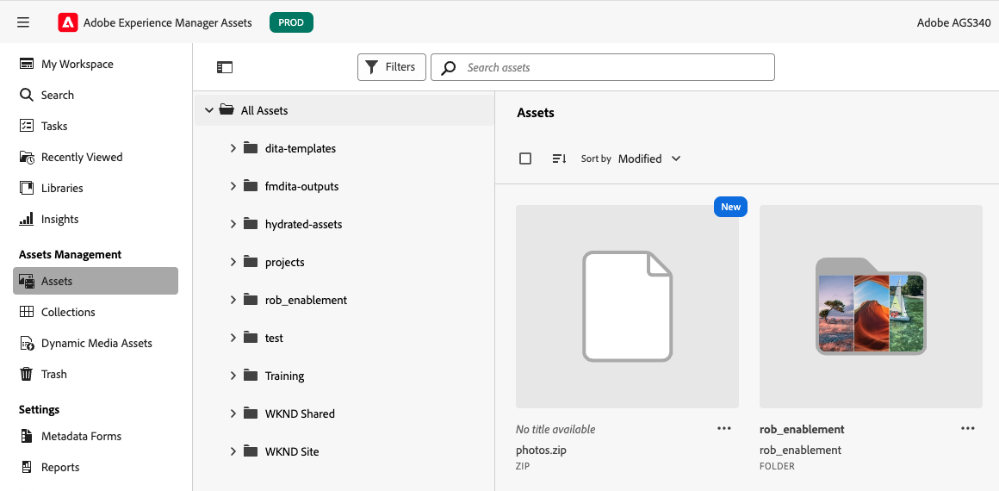 Adobe Experience Manager Assets
PROD
Adobe AGS340
My Workspace
Search
Tasks
Recently Viewed
Libraries
Insights
Assets Management
Assets
Collections
Dynamic Media Assets
Trash
Settings
Metadata Forms
Reports
Filters
Search assets
All Assets
dita-templates
fmdita-outputs
hydrated-assets
projects
rob_enablement
test
Training
WKND Shared
WKND Site
Assets
Sort by Modified
New
No title available
photos.zip
ZIP
rob_enablement
rob_enablement
FOLDER